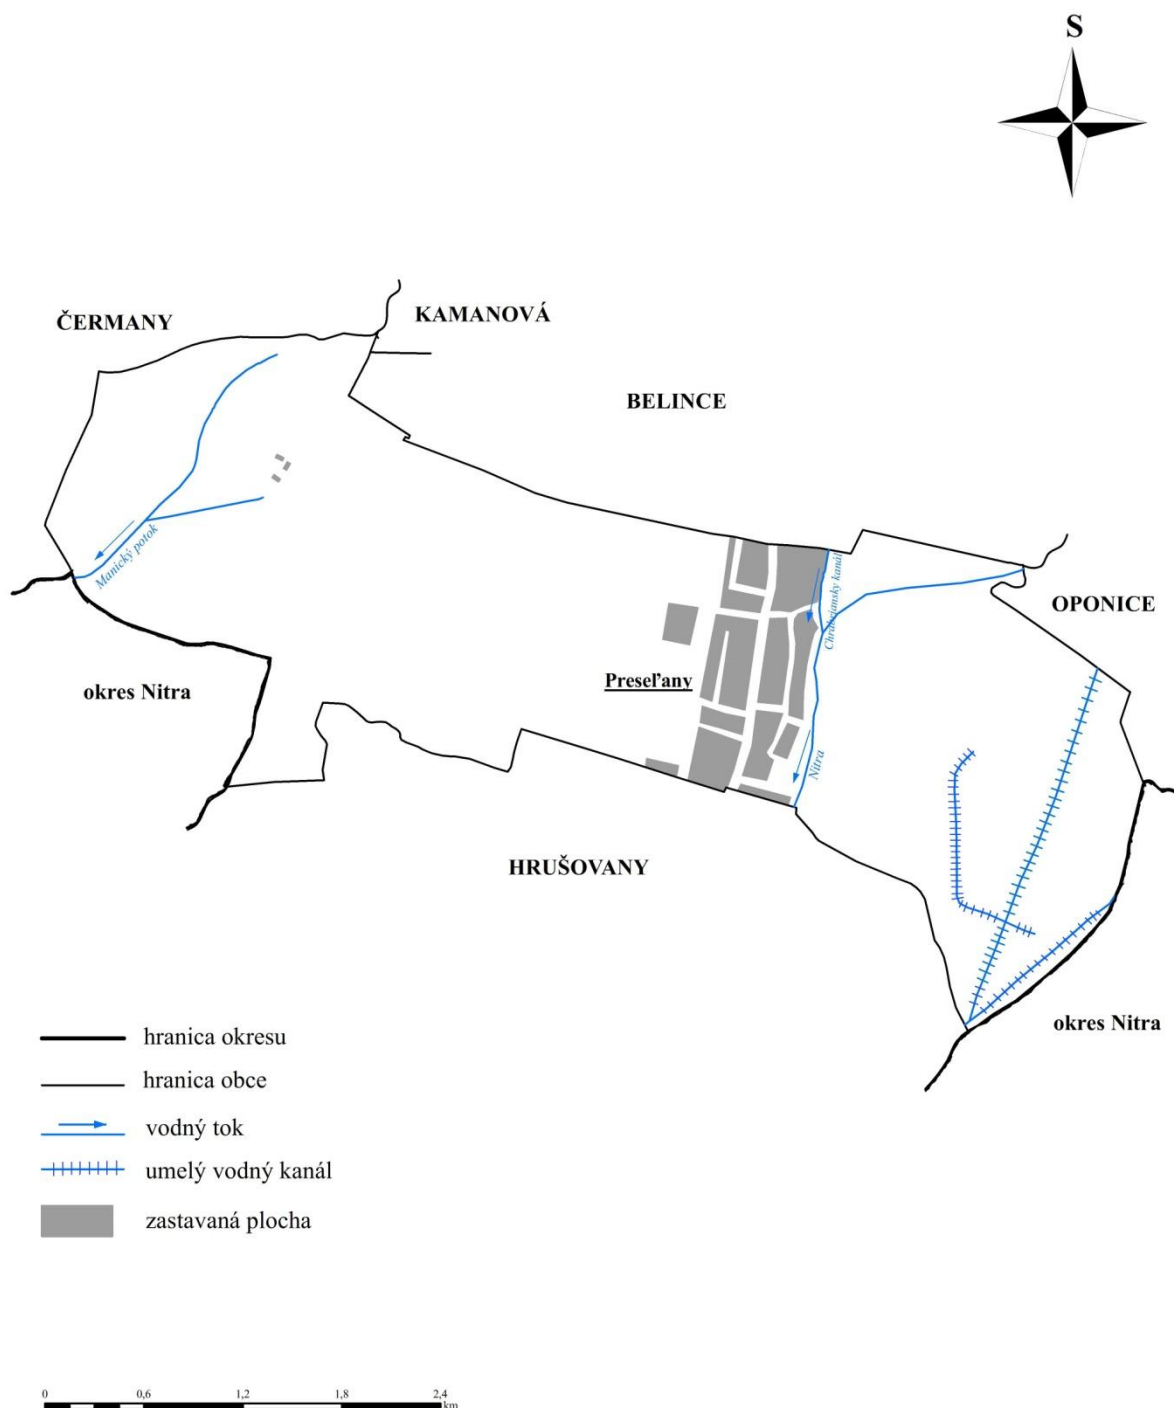 S
ČERMANY
KAMANOVÁ
BELINCE
Manický potok
Chrabriansky kanál
OPONICE
okres Nitra
Preseľany
Nitra
HRUŠOVANY
okres Nitra
hranica okresu
hranica obce
vodný tok
umelý vodný kanál
zastavaná plocha
0 0,6 1,2 1,8 2,4
km